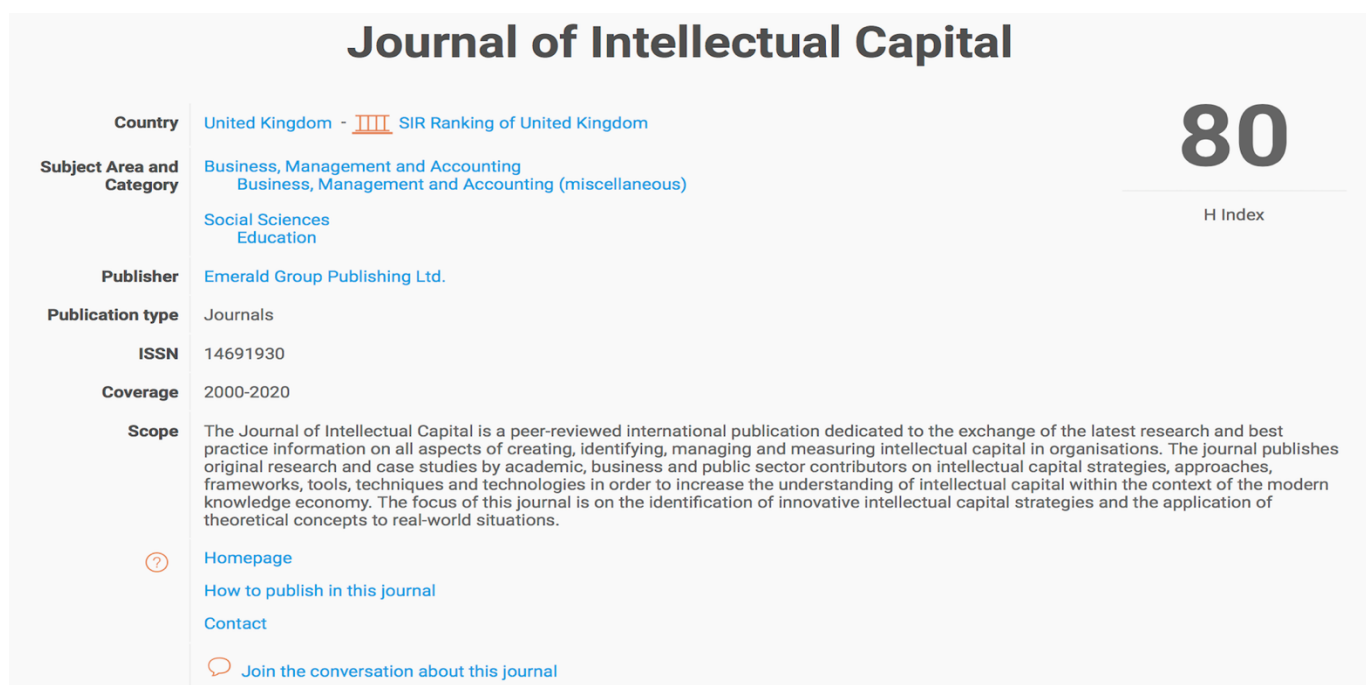 Journal of Intellectual Capital
Country
United Kingdom - SIR Ranking of United Kingdom
80
H Index
Subject Area and
Category
Business, Management and Accounting
Business, Management and Accounting (miscellaneous)
Social Sciences
Education
Publisher
Emerald Group Publishing Ltd.
Publication type
Journals
ISSN
14691930
Coverage
2000-2020
Scope
The Journal of Intellectual Capital is a peer-reviewed international publication dedicated to the exchange of the latest research and best
practice information on all aspects of creating, identifying, managing and measuring intellectual capital in organisations. The journal publishes
original research and case studies by academic, business and public sector contributors on intellectual capital strategies, approaches,
frameworks, tools, techniques and technologies in order to increase the understanding of intellectual capital within the context of the modern
knowledge economy. The focus of this journal is on the identification of innovative intellectual capital strategies and the application of
theoretical concepts to real-world situations.
?
Homepage
How to publish in this journal
Contact
Join the conversation about this journal